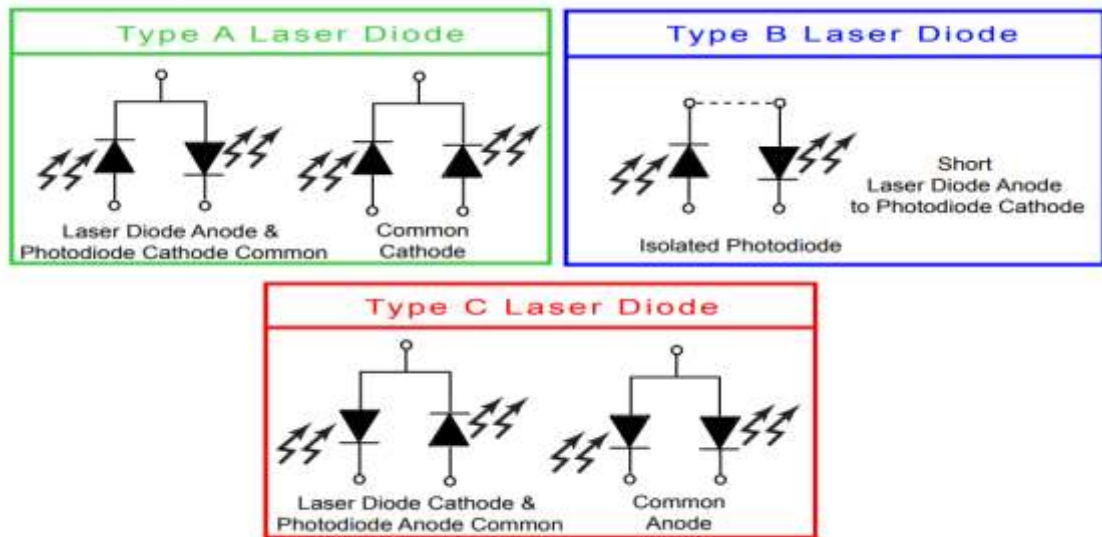 Type A Laser Diode
Laser Diode Anode &
Photodiode Cathode Common
Common
Cathode
Type B Laser Diode
Short
Laser Diode Anode
to Photodiode Cathode
Isolated Photodiode
Type C Laser Diode
Laser Diode Cathode &
Photodiode Anode Common
Common
Anode